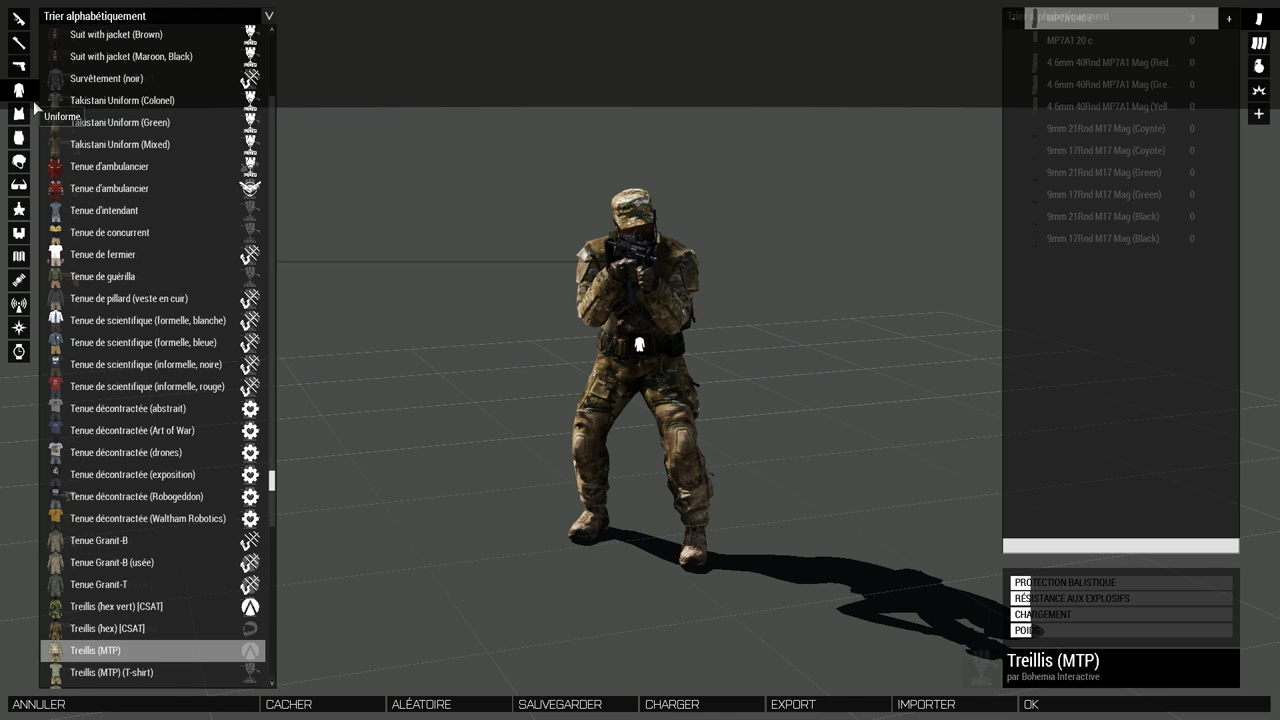 Trier alphabétiquement
Suit with jacket (Brown)
Suit with jacket (Maroon, Black)
Survêtement (noir)
Takistani Uniform (Colonel)
Uniforme
Takistani Uniform (Green)
Takistani Uniform (Mixed)
Tenue d'ambulancier
Tenue d'ambulancier
Tenue d'intendant
Tenue de concurrent
Tenue de fermier
Tenue de guérilla
Tenue de pillard (veste en cuir)
Tenue de scientifique (formelle, blanche)
Tenue de scientifique (formelle, bleue)
Tenue de scientifique (informelle, noire)
Tenue de scientifique (informelle, rouge)
Tenue décontractée (abstrait)
Tenue décontractée (Art of War)
Tenue décontractée (drones)
Tenue décontractée (exposition)
Tenue décontractée (Robogeddon)
Tenue décontractée (Waltham Robotics)
Tenue Granit-B
Tenue Granit-B (usée)
Tenue Granit-T
Treillis (hex vert) [CSAT]
Treillis (hex) [CSAT]
Treillis (MTP)
Treillis (MTP) (T-shirt)
Trier alphabétiquement
3
MP7A1 20 c 0
4.6mm 40Rnd MP7A1 Mag (Red... 0
4.6mm 40Rnd MP7A1 Mag (Gre... 0
4.6mm 40Rnd MP7A1 Mag (Yell... 0
9mm 21Rnd M17 Mag (Coyote) 0
9mm 17Rnd M17 Mag (Coyote) 0
9mm 21Rnd M17 Mag (Green) 0
9mm 17Rnd M17 Mag (Green) 0
9mm 21Rnd M17 Mag (Black) 0
9mm 17Rnd M17 Mag (Black) 0
PROTECTION BALISTIQUE
RÉSISTANCE AUX EXPLOSIFS
CHARGEMENT
POIDS
Treillis (MTP)
par Bohemia Interactive
ANNULER CACHER ALÉATOIRE SAUVEGARDER CHARGER EXPORT IMPORTER OK